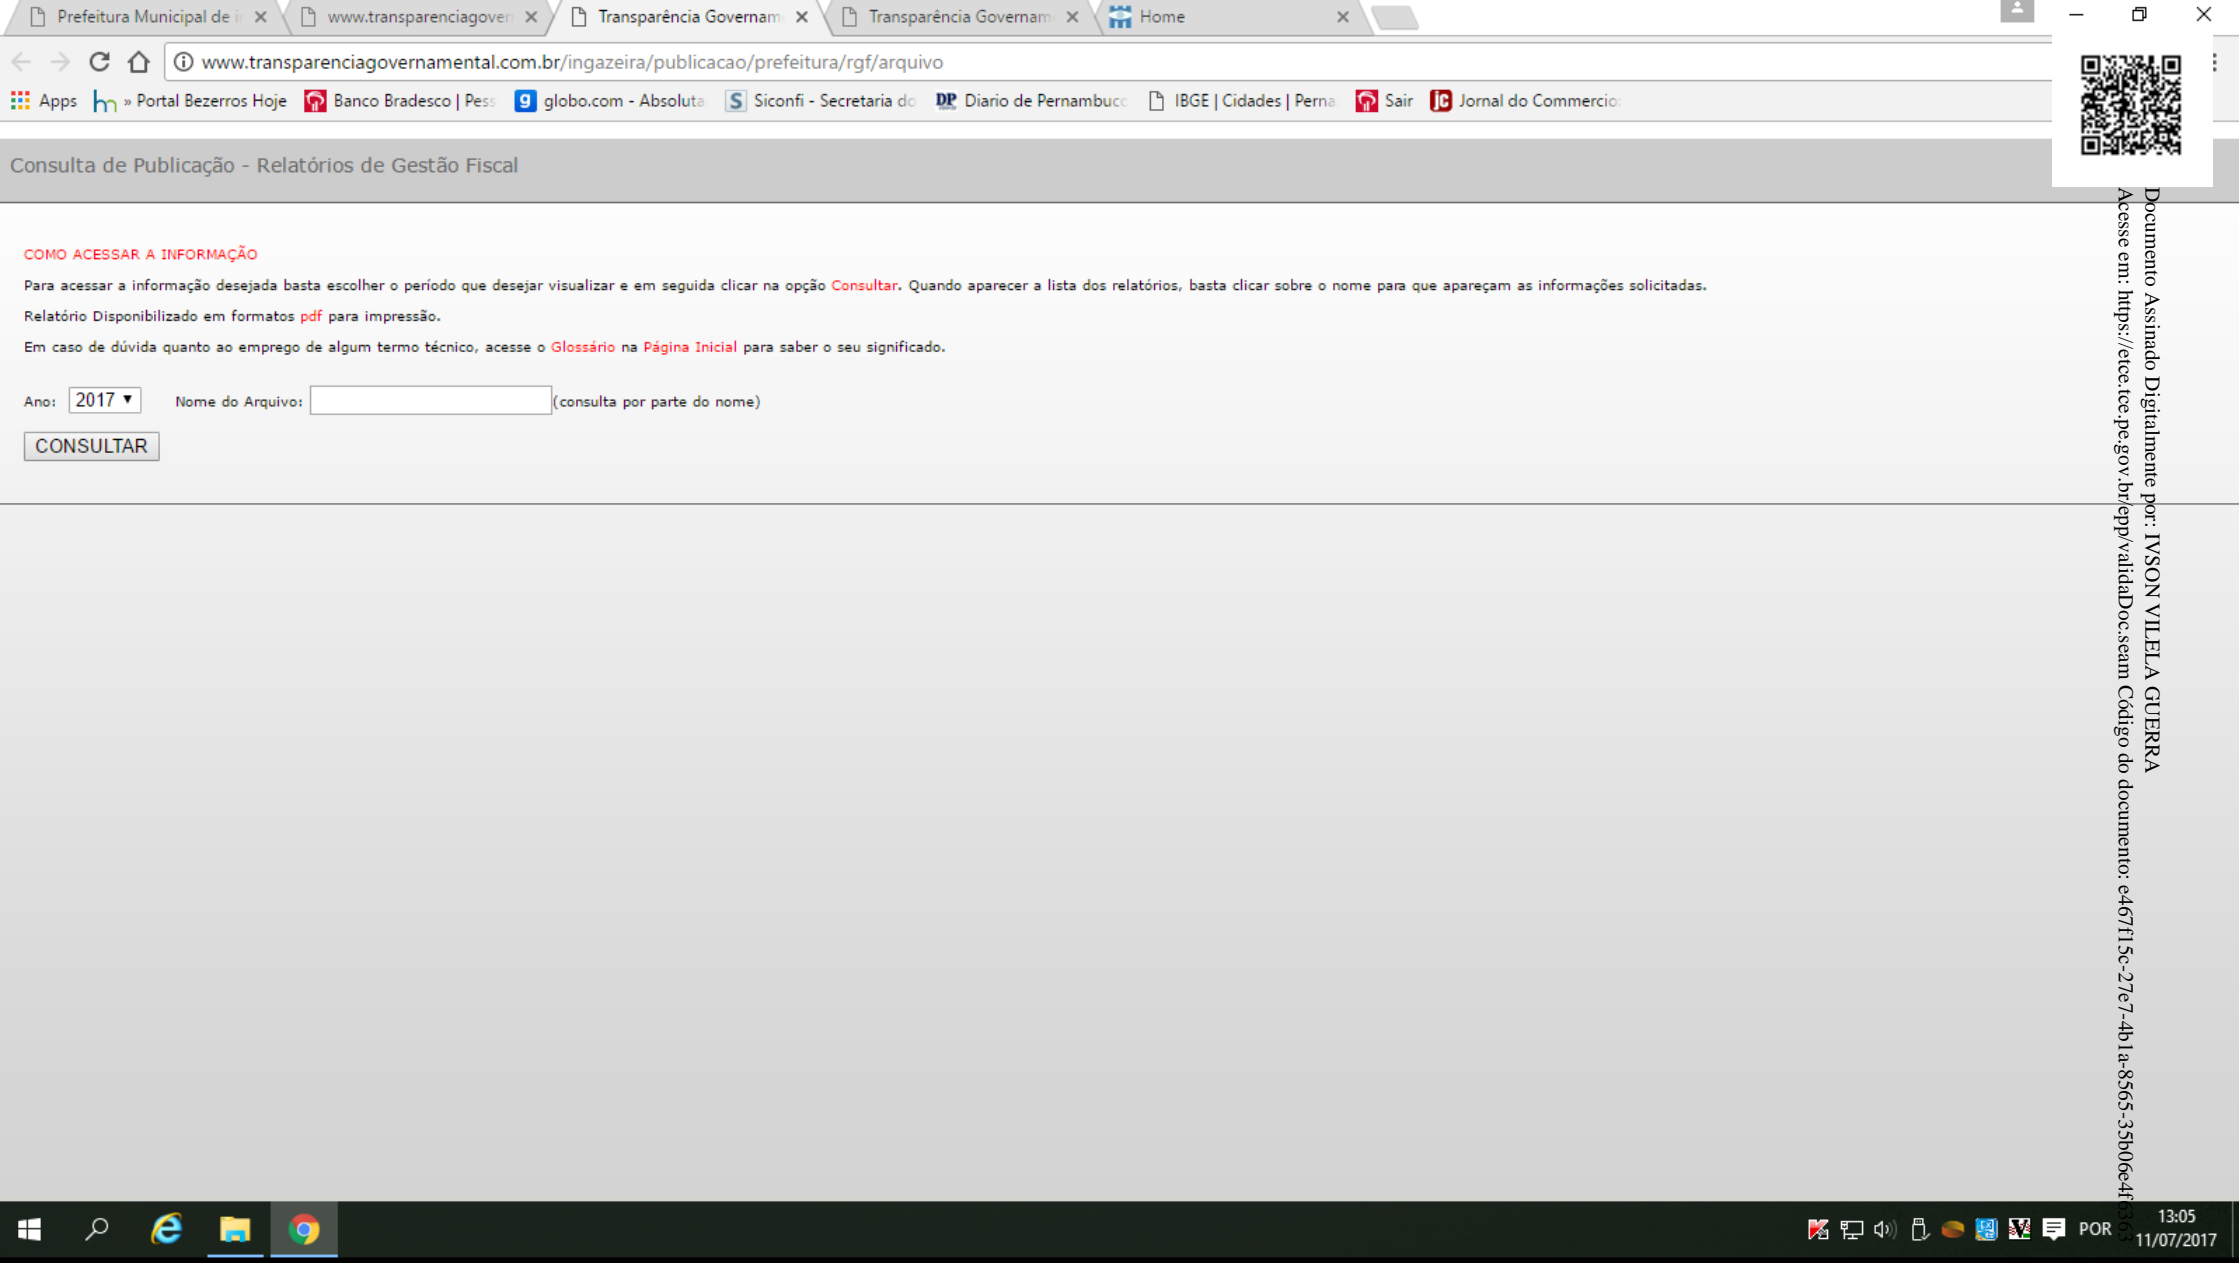 Prefeitura Municipal de i
www.transparenciagover
Transparência Governam
Transparência Governam
Home
www.transparenciagovernamental.com.br/ingazeira/publicacao/prefeitura/rgf/arquivo
Apps
» Portal Bezerros Hoje
Banco Bradesco | Pess
globo.com - Absoluta
Siconfi - Secretaria do
DP Diario de Pernambuco
IBGE | Cidades | Perna
Sair
Jornal do Commercio
Consulta de Publicação - Relatórios de Gestão Fiscal
COMO ACESSAR A INFORMAÇÃO
Para acessar a informação desejada basta escolher o período que desejar visualizar e em seguida clicar na opção Consultar. Quando aparecer a lista dos relatórios, basta clicar sobre o nome para que apareçam as informações solicitadas.
Relatório Disponibilizado em formatos pdf para impressão.
Em caso de dúvida quanto ao emprego de algum termo técnico, acesse o Glossário na Página Inicial para saber o seu significado.
Ano: 2017 Nome do Arquivo: (consulta por parte do nome)
CONSULTAR
Documento Assinado Digitalmente por: IVSON VILELA GUERRA
Acesse em: https://etce.tce.pe.gov.br/epp/validaDoc.seam Código do documento: e467f15c-27e7-4b1a-8565-35b06e4f6363
POR
13:05
11/07/2017